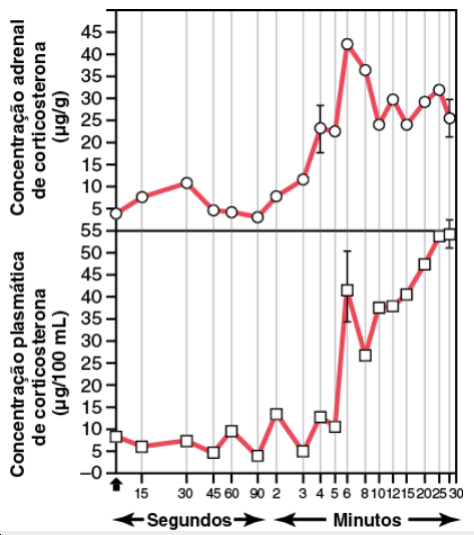 Concentração adrenal
de corticosterona
(µg/g)
45
40
35
30
25
20
15
10
5
Concentração plasmática
de corticosterona
(µg/100 mL)
55
50
45
40
35
30
25
20
15
10
5
0
15 30 45 60 90 2 3 4 5 6 8 10 12 15 20 25 30
Segundos Minutos